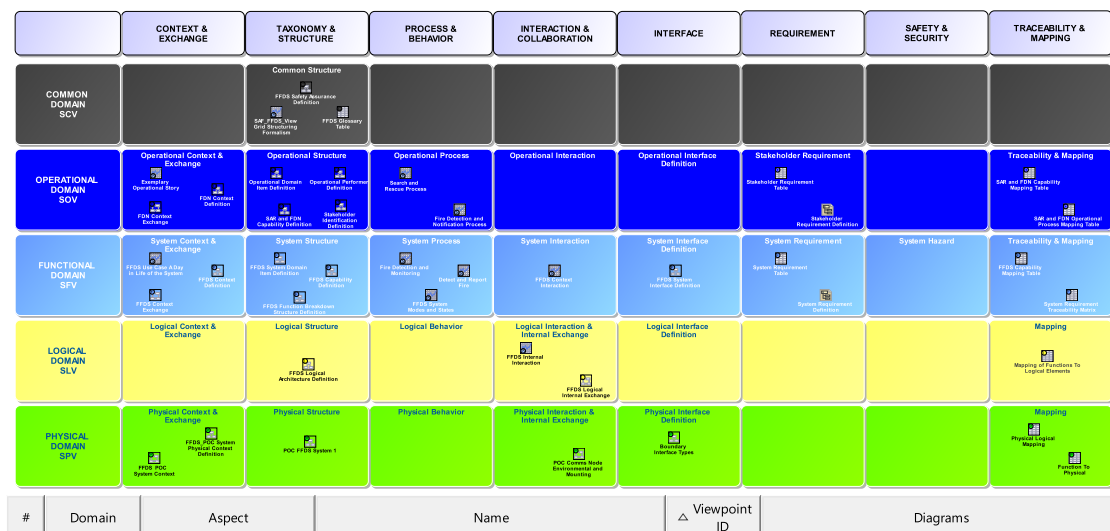 CONTEXT &
EXCHANGE
TAXONOMY &
STRUCTURE
PROCESS &
BEHAVIOR
INTERACTION &
COLLABORATION
INTERFACE
REQUIREMENT
SAFETY &
SECURITY
TRACEABILITY &
MAPPING
COMMON
DOMAIN
SCV
Common Structure
FFDS Safety Assurance
Definition
SAF_FFDS_View
Grid Structuring
Formatism
FFDS Glossary
Table
OPERATIONAL
DOMAIN
SOV
Operational Context &
Exchange
Exemplary
Operational Story
FDN Context
Definition
FDN Context
Exchange
Operational Structure
Operational Domain
Item Definition
Operational Performer
Definition
SAR and FDN
Capability Definition
Stakeholder
Identification
Definition
Operational Process
Search and
Rescue Process
Fire Detection and
Notification Process
Operational Interaction
Operational Interface
Definition
Stakeholder Requirement
Stakeholder Requirement
Table
Stakeholder
Requirement Definition
Traceability & Mapping
SAR and FDN Capability
Mapping Table
SAR and FDN Operational
Process Mapping Table
FUNCTIONAL
DOMAIN
SFV
System Context &
Exchange
FFDS Use Case A Day
in Life of the System
FFDS Context
Definition
FFDS Context
Exchange
System Structure
FFDS System Domain
Item Definition
FFDS Capability
Definition
FFDS Function Breakdown
Structure Definition
System Process
Fire Detection and
Monitoring
Detect and Report
Fire
FFDS System
Modes and States
System Interaction
FFDS Context
Interaction
System Interface
Definition
FFDS System
Interface Definition
System Requirement
System Requirement
Table
System Requirement
Definition
System Hazard
Traceability & Mapping
FFDS Capability
Mapping Table
System Requirement
Traceability Matrix
LOGICAL
DOMAIN
SLV
Logical Context &
Exchange
Logical Structure
FFDS Logical
Architecture Definition
Logical Behavior
Logical Interaction &
Internal Exchange
FFDS Internal
Interaction
FFDS Logical
Internal Exchange
Logical Interface
Definition
Mapping
Mapping of Functions To
Logical Elements
PHYSICAL
DOMAIN
SPV
Physical Context &
Exchange
FFDS_POC System
Physical Context
Definition
FFDS_POC
System Context
Physical Structure
POC FFDS System 1
Physical Behavior
Physical Interaction &
Internal Exchange
POC Comms Node
Environmental and
Mounting
Physical Interface
Definition
Boundary
Interface Types
Mapping
Physical Logical
Mapping
Function To
Physical
# Domain Aspect Name △ Viewpoint ID Diagrams